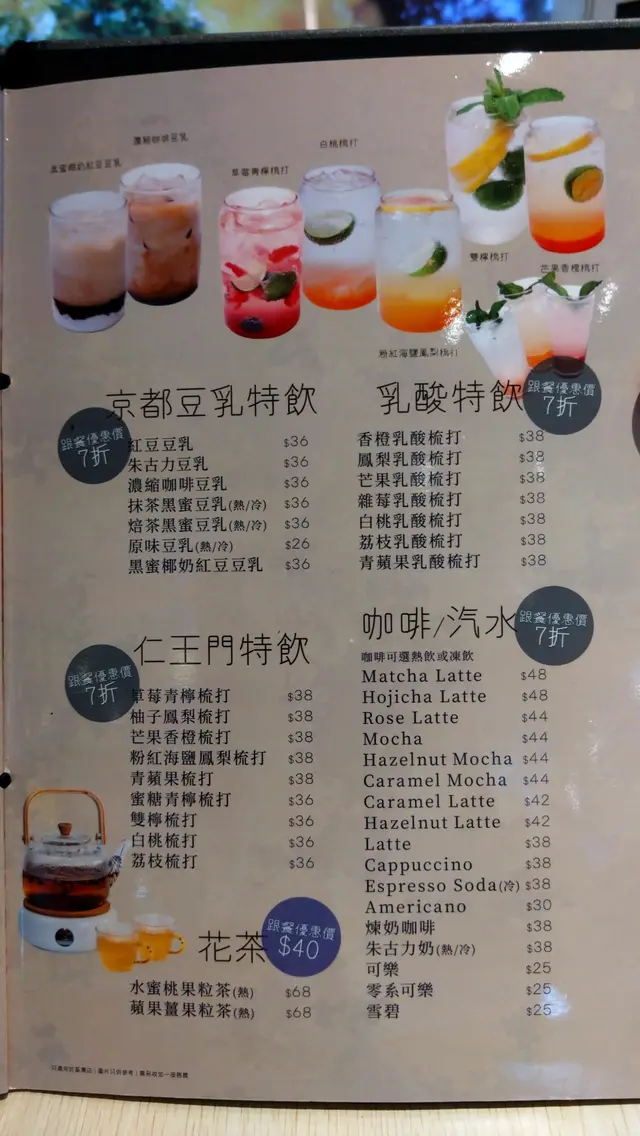 濃縮咖啡豆乳
黑蜜椰奶紅豆豆乳
草莓青檸梳打
白桃梳打
雙檸梳打
芒果香橙梳打
粉紅海鹽鳳梨梳打
京都豆乳特飲
跟餐優惠價
7折
紅豆豆乳 $36
朱古力豆乳 $36
濃縮咖啡豆乳 $36
抹茶黑蜜豆乳(熱/冷) $36
焙茶黑蜜豆乳(熱/冷) $36
原味豆乳(熱/冷) $26
黑蜜椰奶紅豆豆乳 $36
乳酸特飲
跟餐優惠價
7折
香橙乳酸梳打 $38
鳳梨乳酸梳打 $38
芒果乳酸梳打 $38
雜莓乳酸梳打 $38
白桃乳酸梳打 $38
荔枝乳酸梳打 $38
青蘋果乳酸梳打 $38
仁王門特飲
跟餐優惠價
7折
草莓青檸梳打 $38
柚子鳳梨梳打 $38
芒果香橙梳打 $38
粉紅海鹽鳳梨梳打 $38
青蘋果梳打 $38
蜜糖青檸梳打 $36
雙檸梳打 $36
白桃梳打 $36
荔枝梳打 $36
咖啡/汽水
跟餐優惠價
7折
咖啡可選熱飲或凍飲
Matcha Latte $48
Hojicha Latte $48
Rose Latte $44
Mocha $44
Hazelnut Mocha $44
Caramel Mocha $44
Caramel Latte $42
Hazelnut Latte $42
Latte $38
Cappuccino $38
Espresso Soda(冷) $38
Americano $30
煉奶咖啡 $38
朱古力奶(熱/冷) $38
可樂 $25
零系可樂 $25
雪碧 $25
花茶
跟餐優惠價
$40
水蜜桃果粒茶(熱) $68
蘋果薑果粒茶(熱) $68
圖片只供參考 | 需另收加一服務費